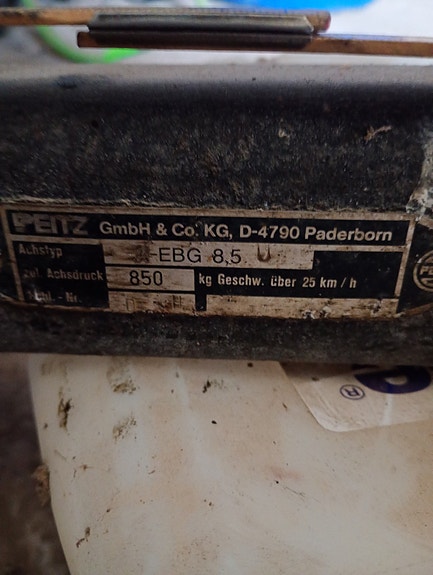 PEITZ GmbH & Co. KG, D-4790 Paderborn
Achstyp -EBG 8,5 U
zul. Achsdruck 850 kg Geschw. über 25 km/h
- Nr.
®